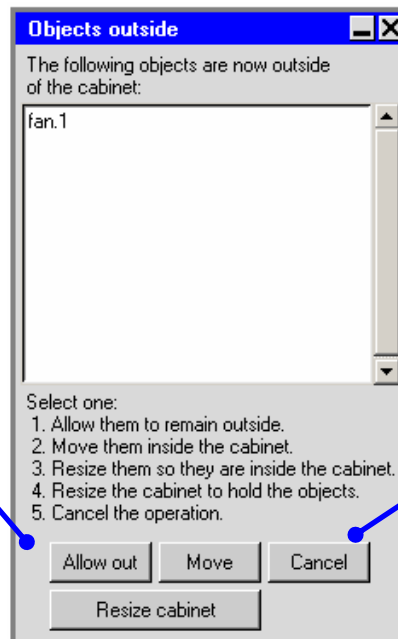 Objects outside
The following objects are now outside
of the cabinet:
fan.1
Select one:
1. Allow them to remain outside.
2. Move them inside the cabinet.
3. Resize them so they are inside the cabinet.
4. Resize the cabinet to hold the objects.
5. Cancel the operation.
Allow out Move Cancel
Resize cabinet